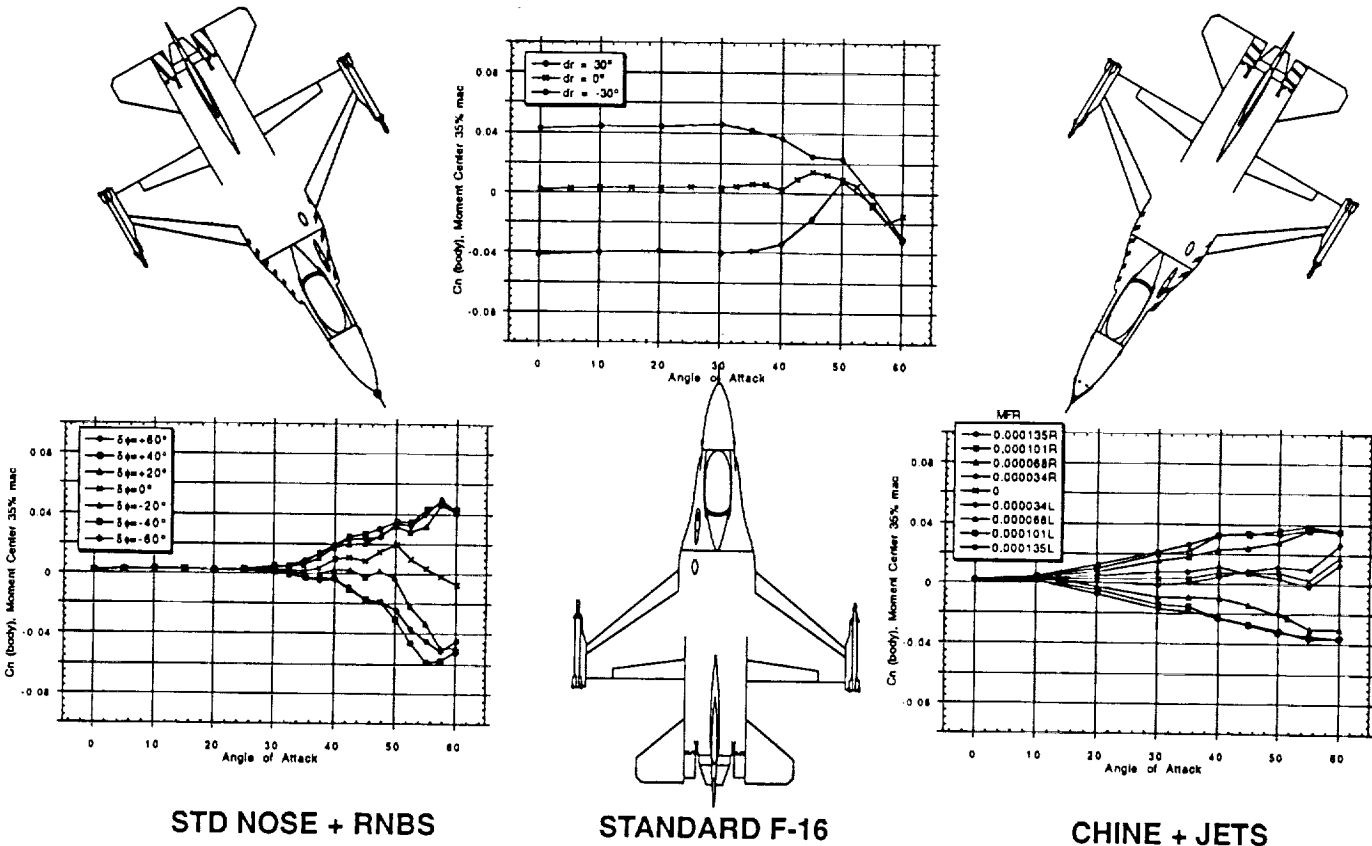 dr = 30°
dr = 0°
dr = -30°
0.08
0.04
0
-0.04
-0.08
Cn (body), Moment Center 35% mac
0 10 20 30 40 50 60
Angle of Attack
δφ=+60°
δφ=+40°
δφ=+20°
δφ=0°
δφ=-20°
δφ=-40°
δφ=-60°
0.08
0.04
0
-0.04
-0.08
Cn (body), Moment Center 35% mac
0 10 20 30 40 50 60
Angle of Attack
MFR
0.000135R
0.000101R
0.000068R
0.000034R
0
0.000034L
0.000068L
0.000101L
0.000135L
0.08
0.04
0
-0.04
-0.08
Cn (body), Moment Center 35% mac
0 10 20 30 40 50 60
Angle of Attack
STD NOSE + RNBS
STANDARD F-16
CHINE + JETS